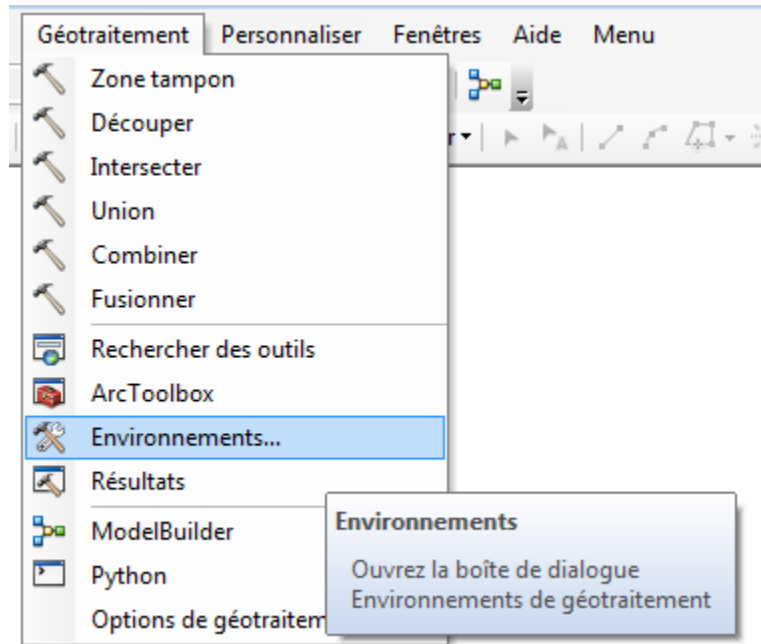 Géotraitement Personnaliser Fenêtres Aide Menu
Zone tampon
Découper
Intersecter
Union
Combiner
Fusionner
Rechercher des outils
ArcToolbox
Environnements...
Résultats
ModelBuilder
Python
Options de géotraitem
Environnements
Ouvrez la boîte de dialogue
Environnements de géotraitement